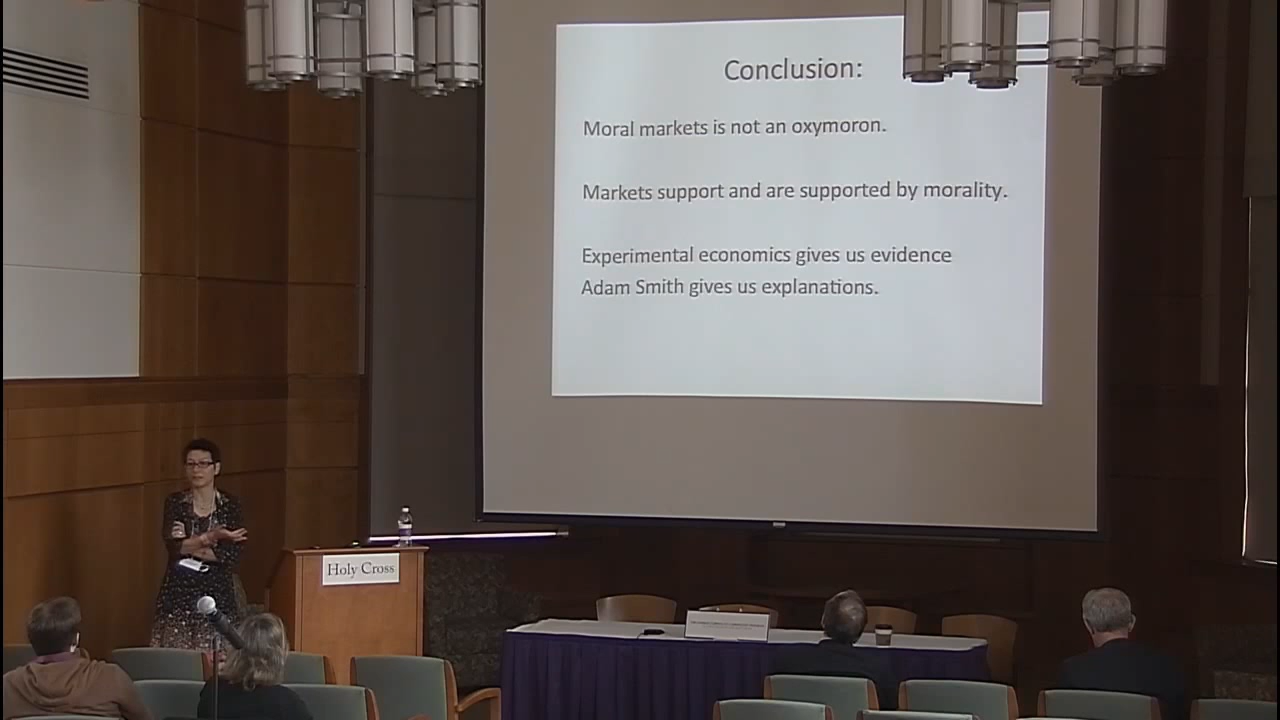 Conclusion:
Moral markets is not an oxymoron.
Markets support and are supported by morality.
Experimental economics gives us evidence
Adam Smith gives us explanations.
Holy Cross